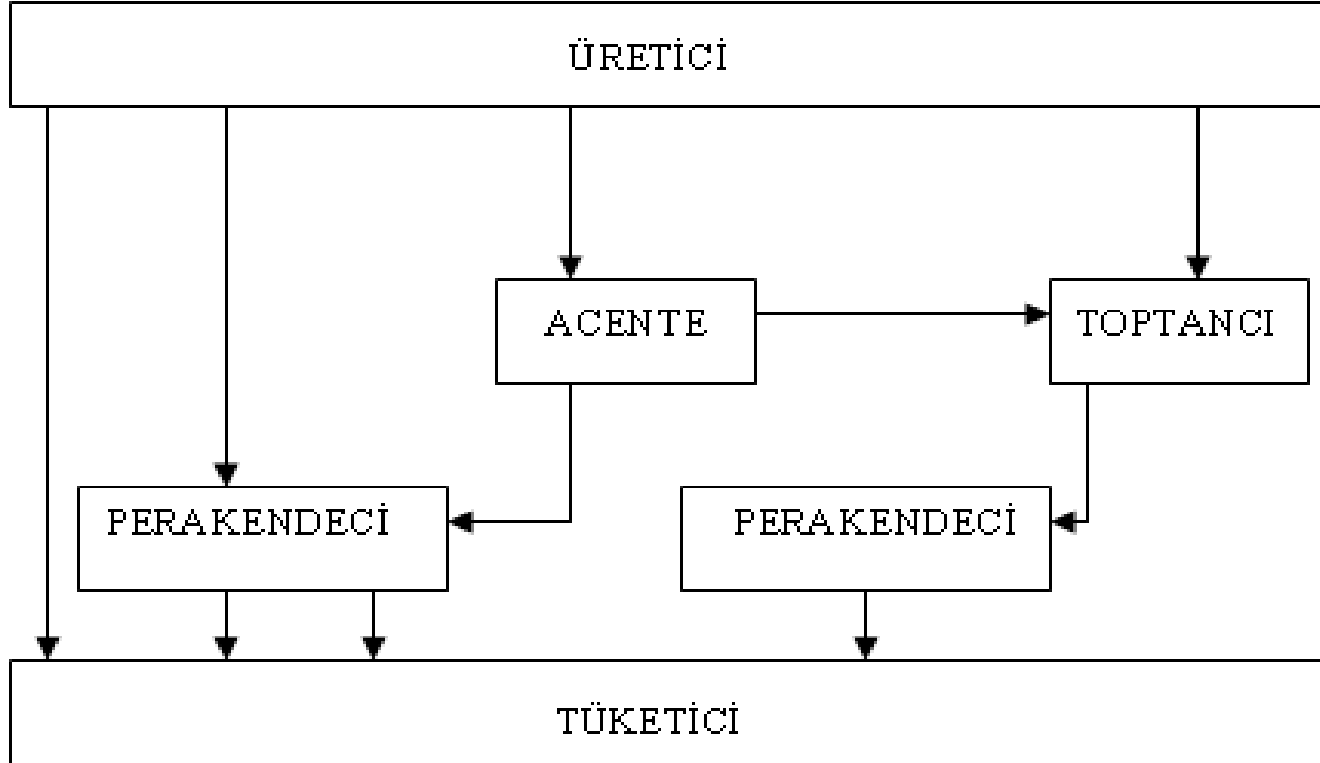 ÜRETİCİ
ACENTE
TOPTANCI
PERAKENDECİ
PERAKENDECİ
TÜKETİCİ